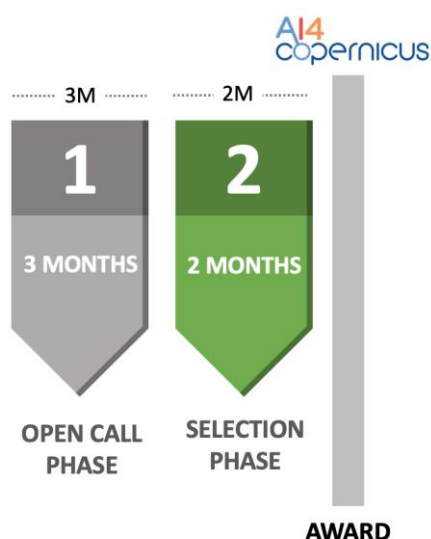 AI4
copernicus
3M
2M
1
2
3 MONTHS
2 MONTHS
OPEN CALL
PHASE
SELECTION
PHASE
AWARD